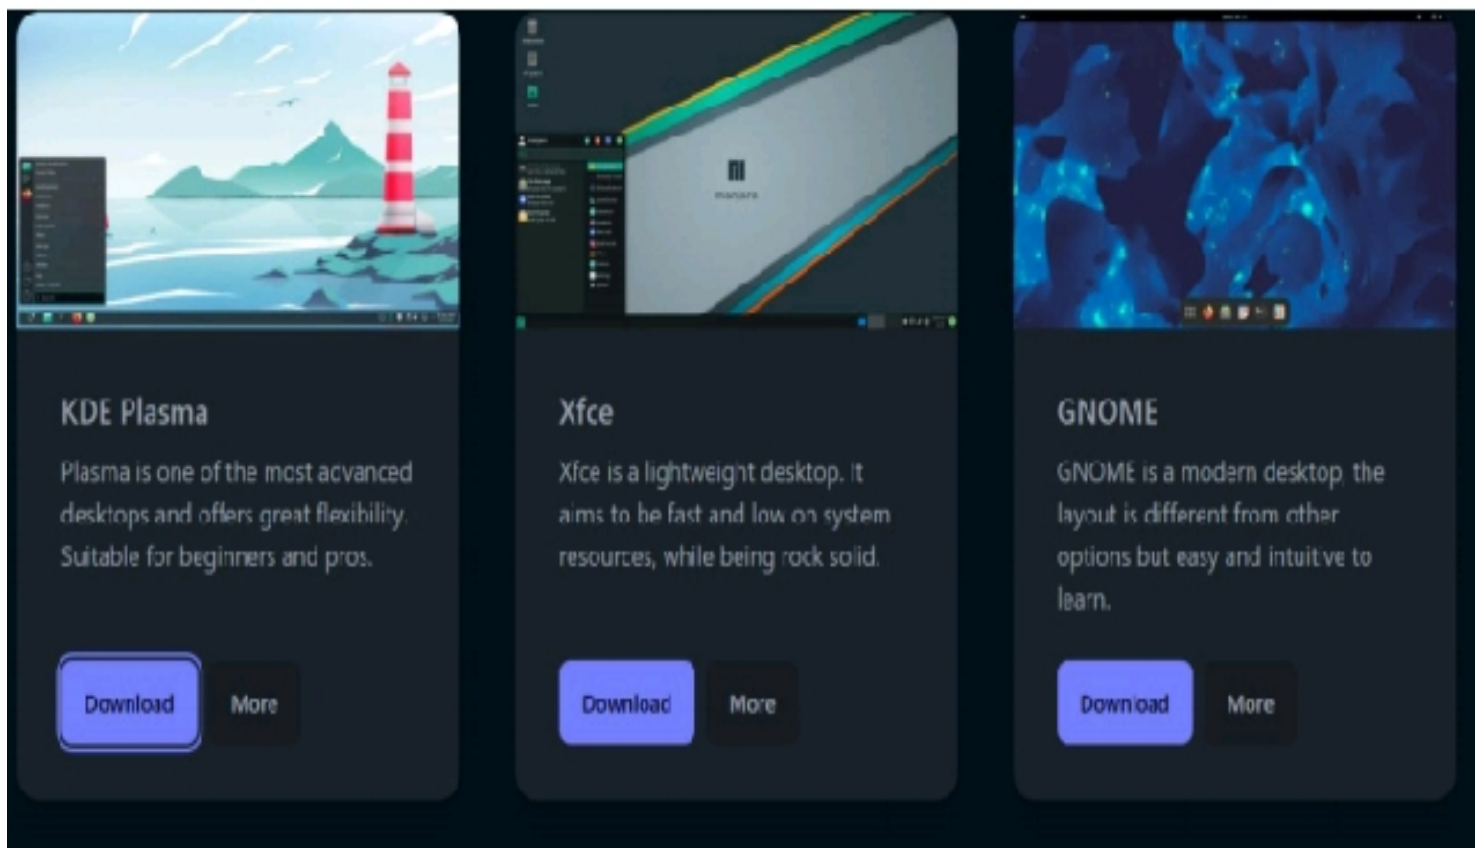 manjaro
KDE Plasma
Plasma is one of the most advanced
desktops and offers great flexibility.
Suitable for beginners and pros.
Download
More
Xfce
Xfce is a lightweight desktop. It
aims to be fast and low on system
resources, while being rock solid.
Download
More
GNOME
GNOME is a modern desktop, the
layout is different from other
options but easy and intuitive to
learn.
Download
More